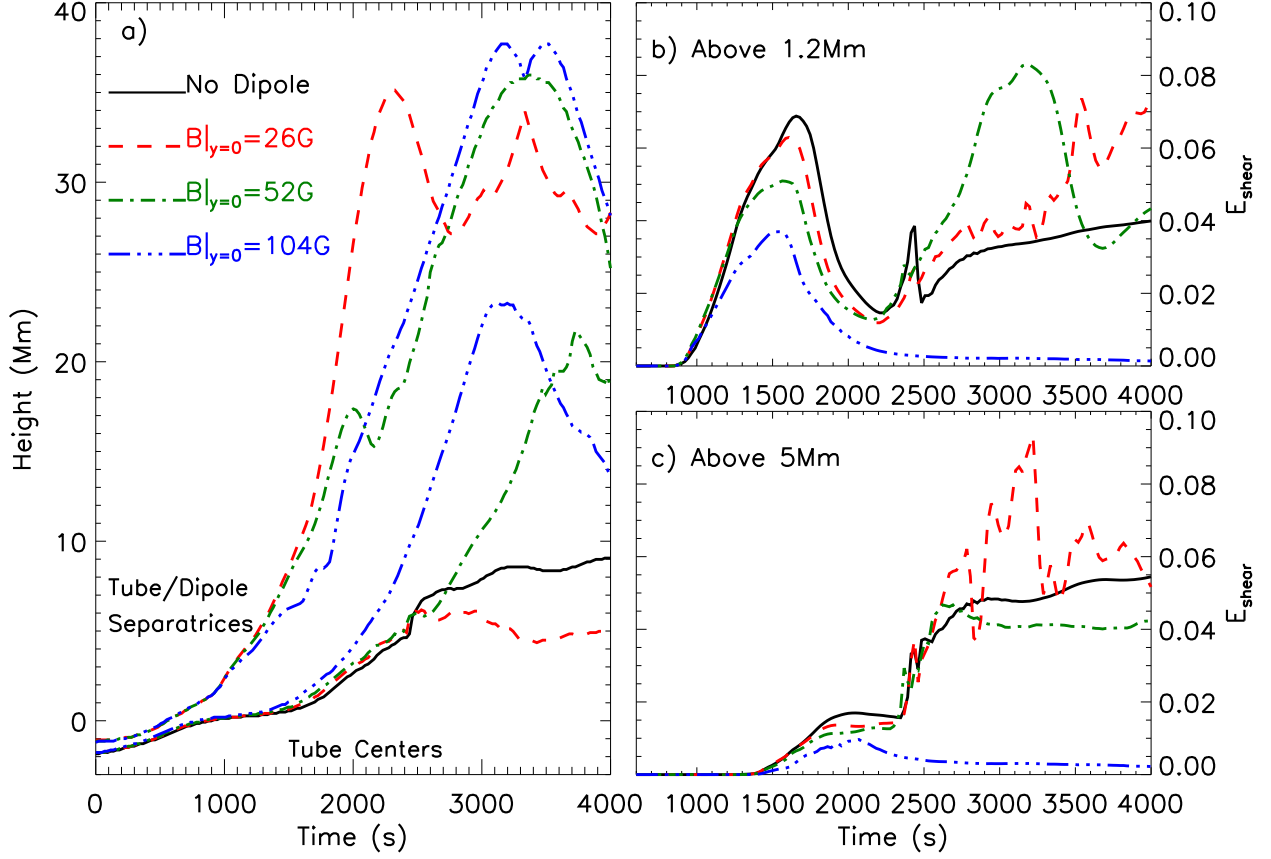 a)
No Dipole
B|y=0=26G
B|y=0=52G
B|y=0=104G
Tube/Dipole
Separatrices
Tube Centers
Height (Mm)
40
30
20
10
0
0 1000 2000 3000 4000
Time (s)
b) Above 1.2Mm
0.10
0.08
0.06
0.04
0.02
0.00
Eshear
1000 1500 2000 2500 3000 3500 4000
c) Above 5Mm
0.10
0.08
0.06
0.04
0.02
0.00
Eshear
600 1000 1500 2000 2500 3000 3500 4000
Time (s)